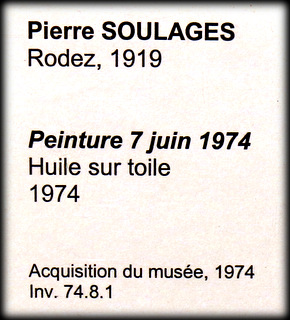 Pierre SOULAGES
Rodez, 1919
Peinture 7 juin 1974
Huile sur toile
1974
Acquisition du musée, 1974
Inv. 74.8.1